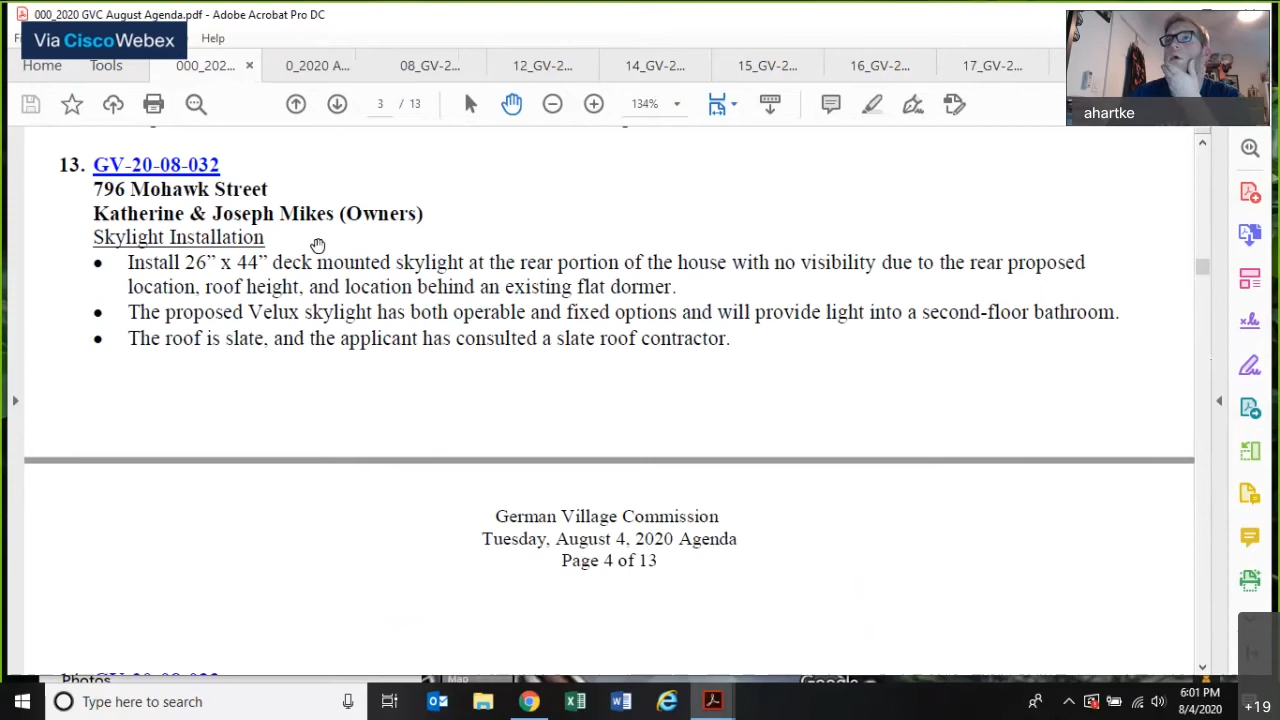 000_2020 GVC August Agenda.pdf - Adobe Acrobat Pro DC
Via Cisco Webex
Help
Home Tools 000_202... × 0_2020 A... 08_GV-2... 12_GV-2... 14_GV-2... 15_GV-2... 16_GV-2... 17_GV-2...
ahartke
3 / 13 134%
13. GV-20-08-032
796 Mohawk Street
Katherine & Joseph Mikes (Owners)
Skylight Installation
• Install 26” x 44” deck mounted skylight at the rear portion of the house with no visibility due to the rear proposed
location, roof height, and location behind an existing flat dormer.
• The proposed Velux skylight has both operable and fixed options and will provide light into a second-floor bathroom.
• The roof is slate, and the applicant has consulted a slate roof contractor.
German Village Commission
Tuesday, August 4, 2020 Agenda
Page 4 of 13
Photos
Map
Google
Type here to search
6:01 PM
8/4/2020
+19